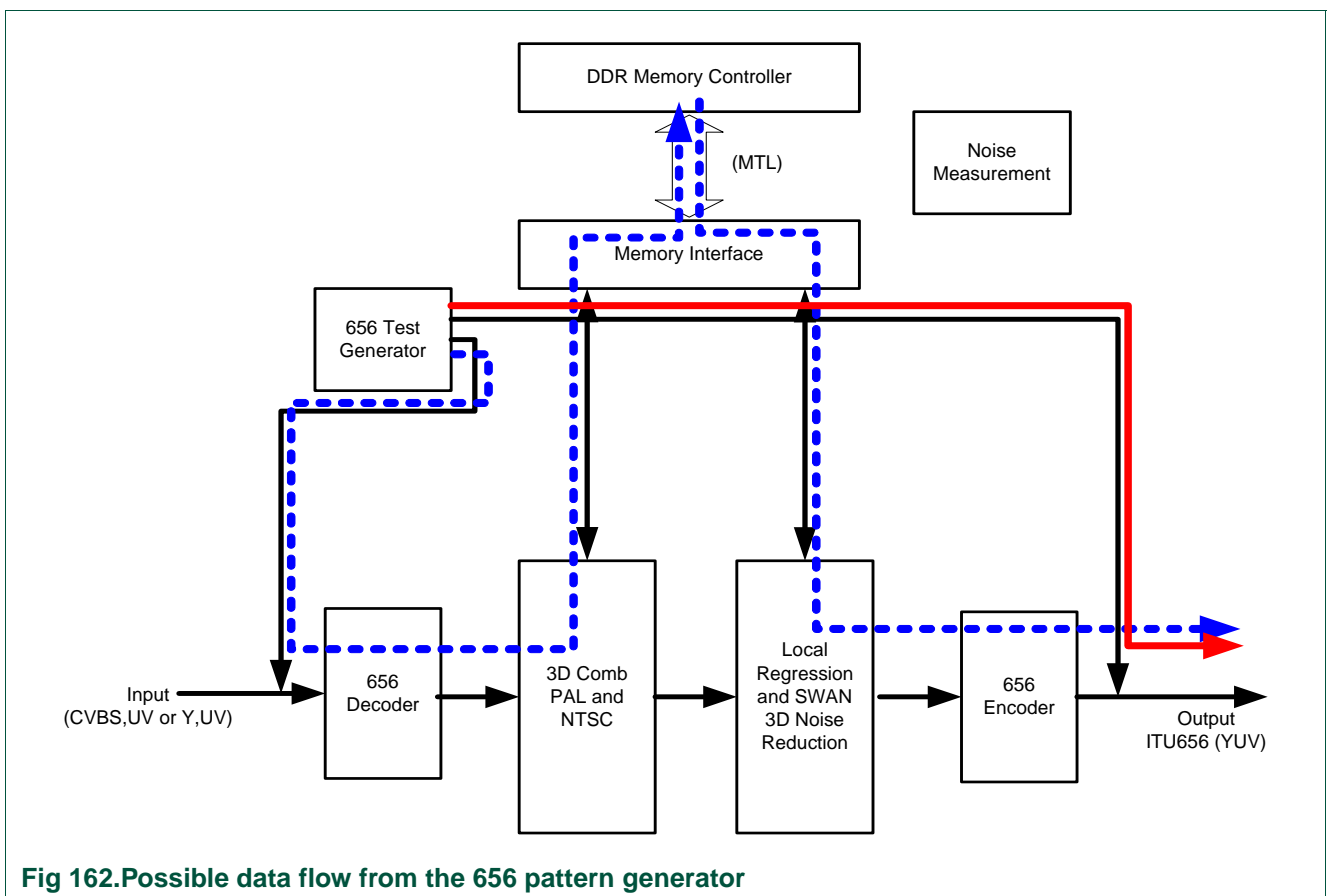 DDR Memory Controller
(MTL)
Noise
Measurement
Memory Interface
656 Test
Generator
Input
(CVBS,UV or Y,UV)
656
Decoder
3D Comb
PAL and
NTSC
Local
Regression
and SWAN
3D Noise
Reduction
656
Encoder
Output
ITU656 (YUV)
Fig 162.Possible data flow from the 656 pattern generator